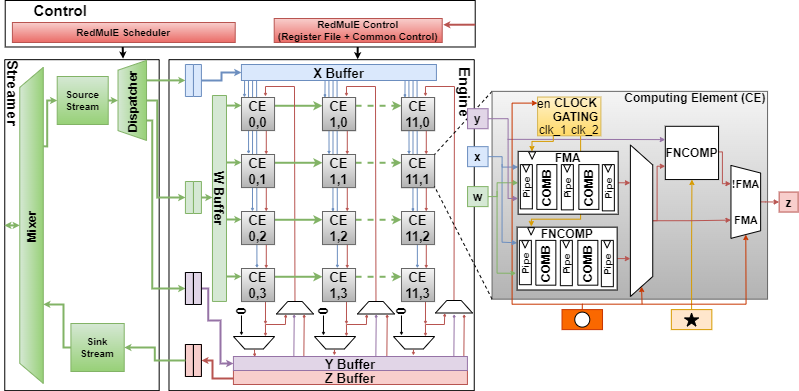 Control
RedMulE Scheduler
RedMulE Control
(Register File + Common Control)
Streamer
Mixer
Source
Stream
Dispatcher
Sink
Stream
Engine
X Buffer
W Buffer
CE
0,0
CE
1,0
CE
11,0
CE
0,1
CE
1,1
CE
11,1
CE
0,2
CE
1,2
CE
11,2
CE
0,3
CE
1,3
CE
11,3
0
0
0
Y Buffer
Z Buffer
Computing Element (CE)
y
x
w
en CLOCK
GATING
clk_1 clk_2
FMA
Pipe
COMB
Pipe
COMB
Pipe
FNCOMP
Pipe
COMB
Pipe
COMB
Pipe
FNCOMP
!FMA
FMA
z